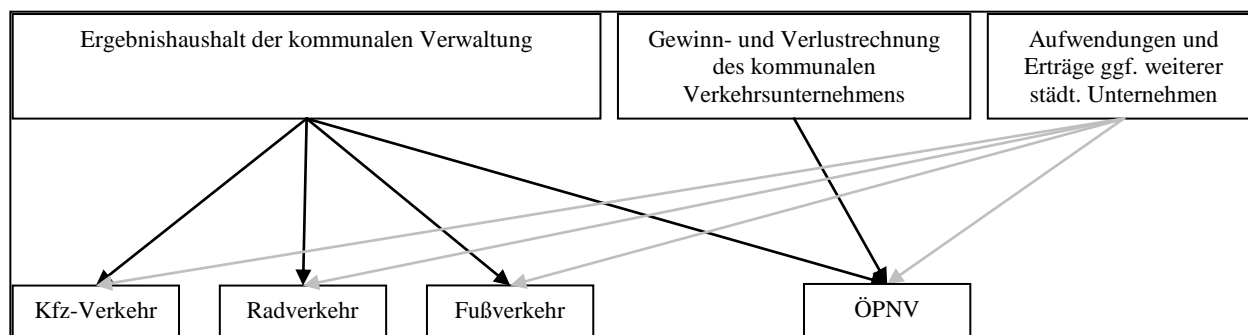 Ergebnishaushalt der kommunalen Verwaltung
Gewinn- und Verlustrechnung
des kommunalen
Verkehrsunternehmens
Aufwendungen und
Erträge ggf. weiterer
städt. Unternehmen
Kfz-Verkehr
Radverkehr
Fußverkehr
ÖPNV